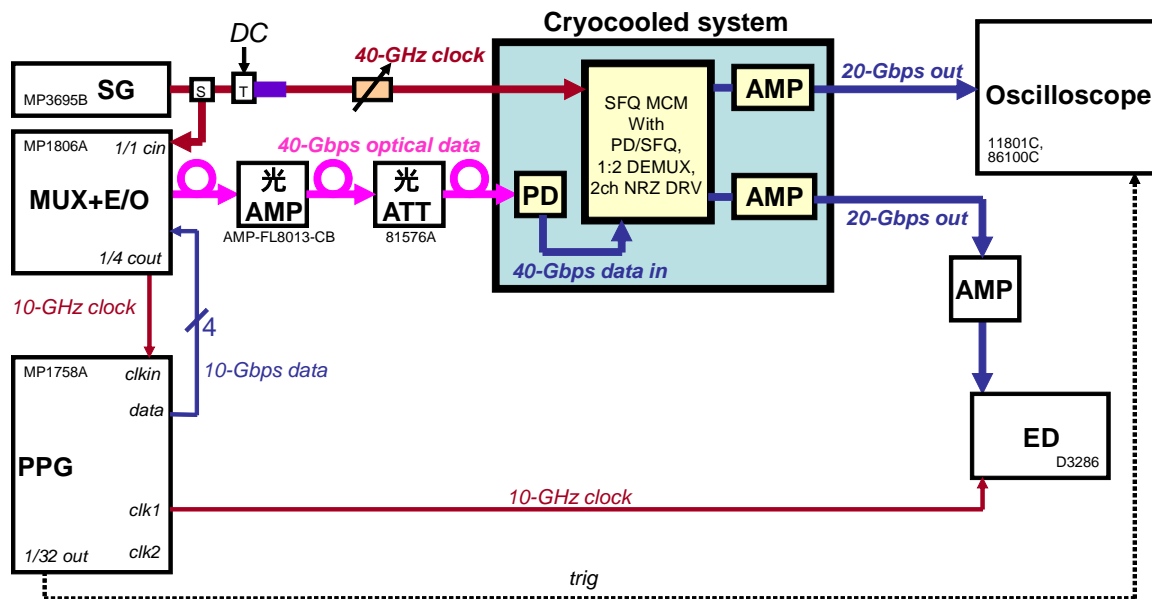 Cryocooled system
DC
40-GHz clock
SG
MP3695B
S
T
AMP
20-Gbps out
Oscilloscope
11801C,
86100C
SFQ MCM
With
PD/SFQ,
1:2 DEMUX,
2ch NRZ DRV
MP1806A
1/1 cin
MUX+E/O
1/4 cout
40-Gbps optical data
光
AMP
AMP-FL8013-CB
光
ATT
81576A
PD
40-Gbps data in
AMP
20-Gbps out
AMP
10-GHz clock
4
10-Gbps data
MP1758A
clkin
data
PPG
clk1
clk2
1/32 out
10-GHz clock
ED
D3286
trig